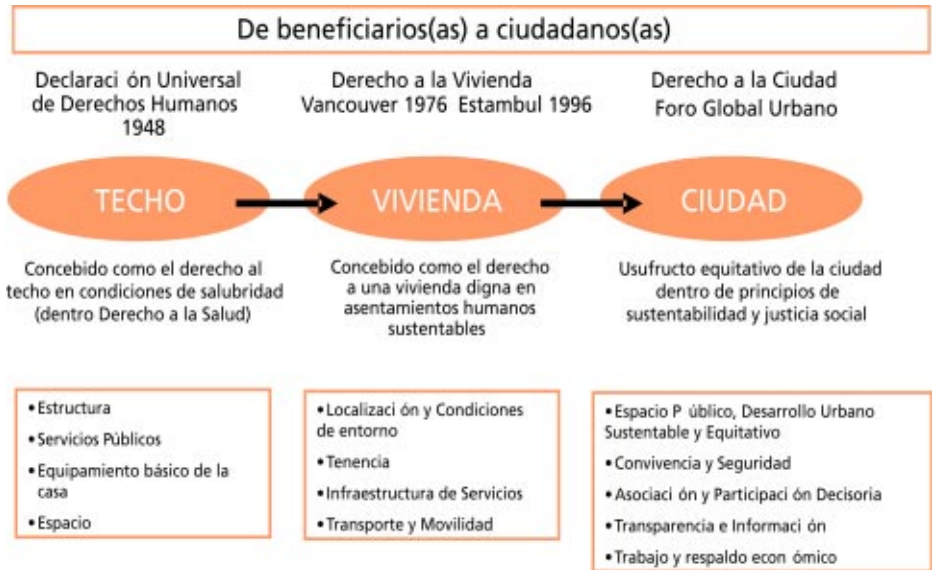 De beneficiarios(as) a ciudadanos(as)
Declaraci ón Universal
de Derechos Humanos
1948
TECHO
Concebido como el derecho al
techo en condiciones de salubridad
(dentro Derecho a la Salud)
• Estructura
• Servicios Públicos
• Equipamiento básico de la
casa
• Espacio
Derecho a la Vivienda
Vancouver 1976 Estambul 1996
VIVIENDA
Concebido como el derecho
a una vivienda digna en
asentamientos humanos
sustentables
• Localizaci ón y Condiciones
de entorno
• Tenencia
• Infraestructura de Servicios
• Transporte y Movilidad
Derecho a la Ciudad
Foro Global Urbano
CIUDAD
Usufructo equitativo de la ciudad
dentro de principios de
sustentabilidad y justicia social
• Espacio P úblico, Desarrollo Urbano
Sustentable y Equitativo
• Convivencia y Seguridad
• Asociaci ón y Participaci ón Decisoria
• Transparencia e Informaci ón
• Trabajo y respaldo econ ómico